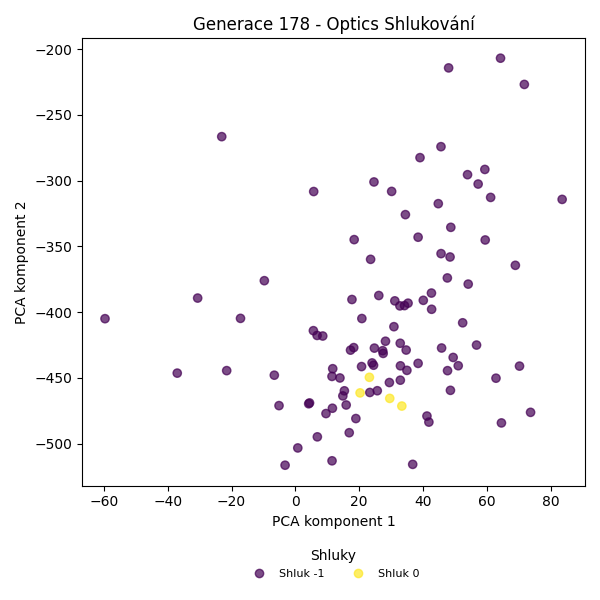 Generace 178 - Optics Shlukování
−200
−250
−300
−350
−400
−450
−500
PCA komponent 2
−60
−40
−20
0
20
40
60
80
PCA komponent 1
Shluky
Shluk -1
Shluk 0